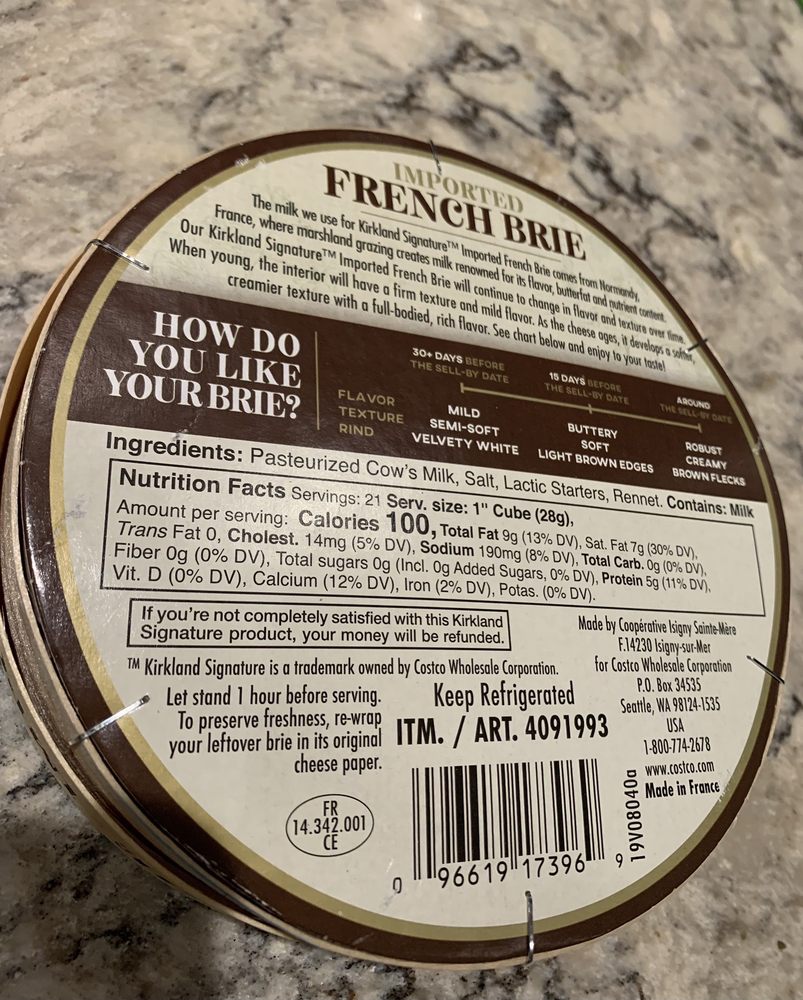 IMPORTED
FRENCH BRIE
The milk we use for Kirkland Signature™ Imported French Brie comes from Normandy,
France, where marshland grazing creates milk renowned for its flavor, butterfat and nutrient content.
Our Kirkland Signature™ Imported French Brie will continue to change in flavor and texture over time.
When young, the interior will have a firm texture and mild flavor. As the cheese ages, it develops a softer,
creamier texture with a full-bodied, rich flavor. See chart below and enjoy to your taste!
HOW DO
YOU LIKE
YOUR BRIE?
30+ DAYS BEFORE
THE SELL-BY DATE
15 DAYS BEFORE
THE SELL-BY DATE
AROUND
THE SELL-BY DATE
FLAVOR
TEXTURE
RIND
MILD
SEMI-SOFT
VELVETY WHITE
BUTTERY
SOFT
LIGHT BROWN EDGES
ROBUST
CREAMY
BROWN FLECKS
Ingredients: Pasteurized Cow's Milk, Salt, Lactic Starters, Rennet. Contains: Milk
Nutrition Facts Servings: 21 Serv. size: 1" Cube (28g),
Amount per serving: Calories 100, Total Fat 9g (13% DV), Sat. Fat 7g (30% DV),
Trans Fat 0, Cholest. 14mg (5% DV), Sodium 190mg (8% DV), Total Carb. 0g (0% DV),
Fiber 0g (0% DV), Total sugars 0g (Incl. 0g Added Sugars, 0% DV), Protein 5g (11% DV),
Vit. D (0% DV), Calcium (12% DV), Iron (2% DV), Potas. (0% DV).
If you're not completely satisfied with this Kirkland
Signature product, your money will be refunded.
™ Kirkland Signature is a trademark owned by Costco Wholesale Corporation.
Let stand 1 hour before serving.
To preserve freshness, re-wrap
your leftover brie in its original
cheese paper.
Keep Refrigerated
ITM. / ART. 4091993
Made by Coopérative Isigny Sainte-Mère
F.14230 Isigny-sur-Mer
for Costco Wholesale Corporation
P.O. Box 34535
Seattle, WA 98124-1535
USA
1-800-774-2678
www.costco.com
Made in France
FR
14.342.001
CE
0 96619 17396 9
19V08040a